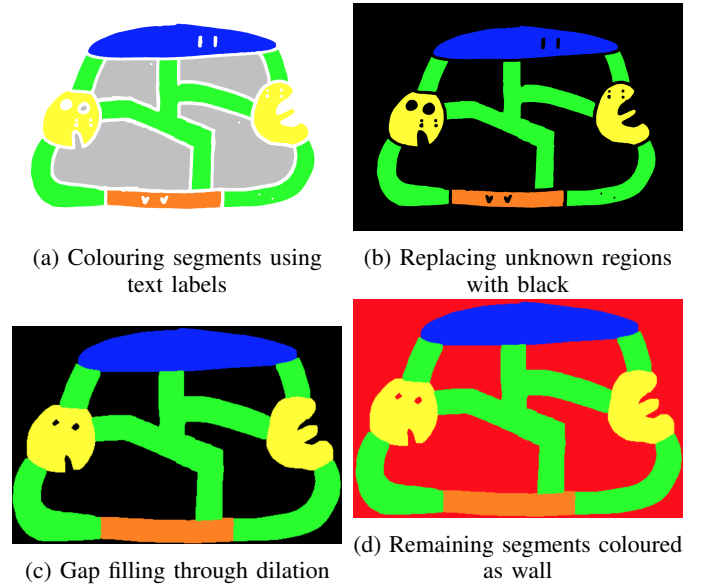 (a) Colouring segments using
text labels
(b) Replacing unknown regions
with black
(c) Gap filling through dilation
(d) Remaining segments coloured
as wall